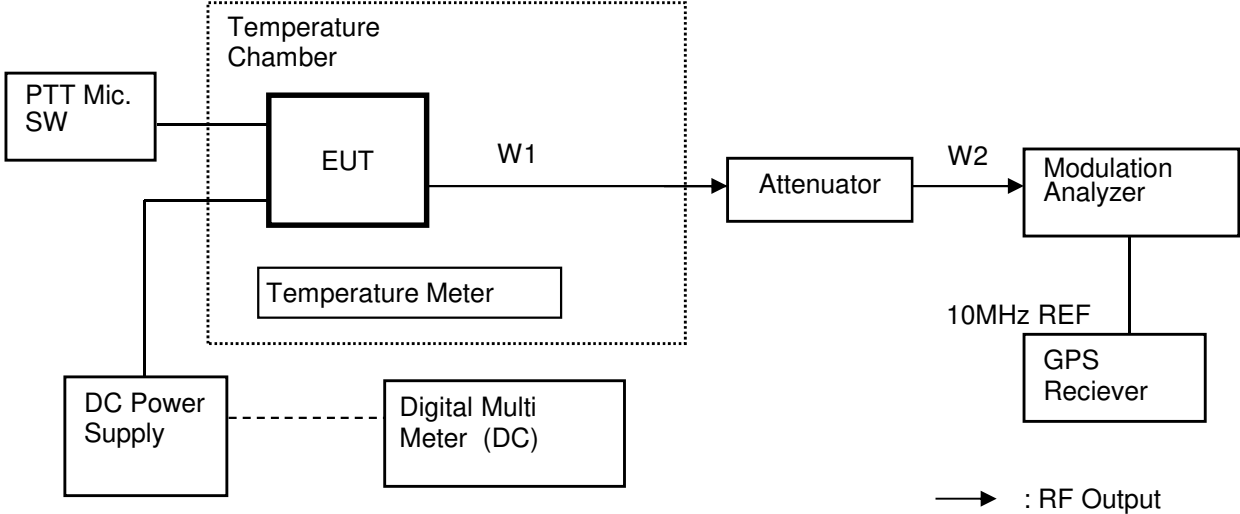 Temperature
Chamber
PTT Mic.
SW
EUT
W1
Attenuator
W2
Modulation
Analyzer
Temperature Meter
10MHz REF
GPS
Reciever
DC Power
Supply
Digital Multi
Meter (DC)
: RF Output